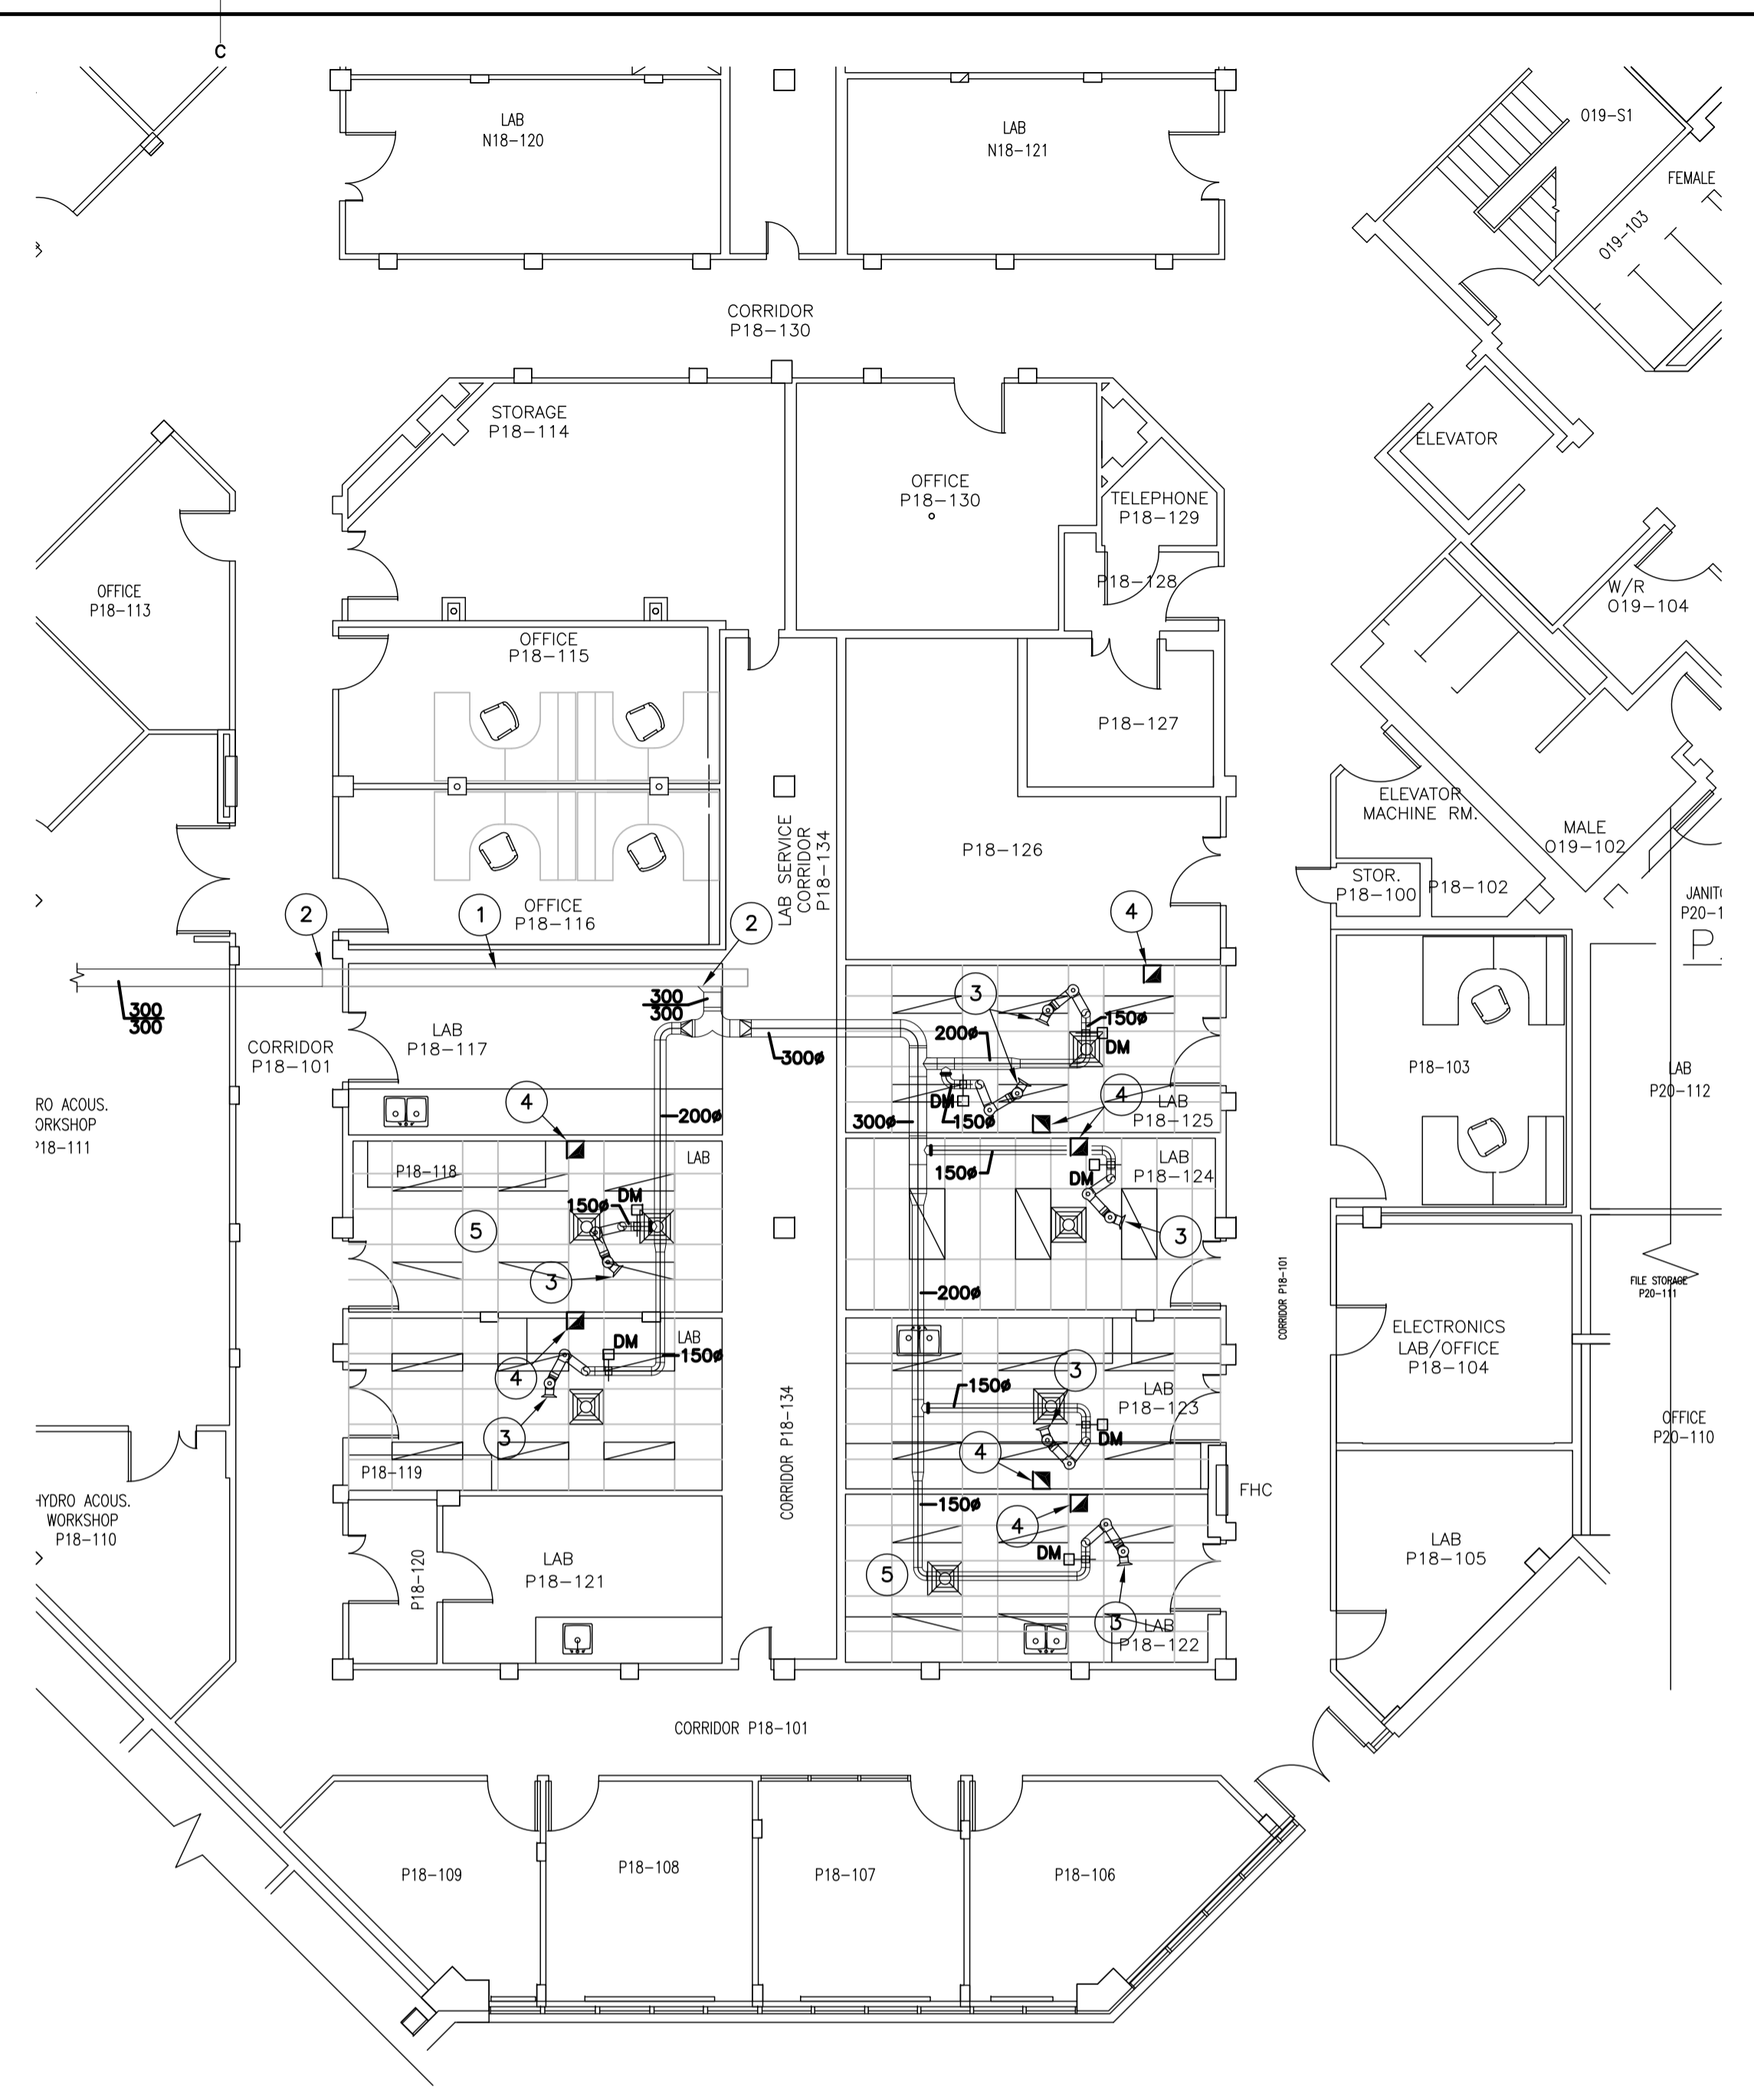 C
LAB
N18-120
LAB
N18-121
O19-S1
FEMALE
O19-103
CORRIDOR
P18-130
STORAGE
P18-114
OFFICE
P18-130
TELEPHONE
P18-129
P18-128
ELEVATOR
W/R
O19-104
OFFICE
P18-113
OFFICE
P18-115
P18-127
ELEVATOR
MACHINE RM.
MALE
O19-102
LAB SERVICE
CORRIDOR
P18-134
P18-126
STOR.
P18-100
P18-102
OFFICE
P18-116
2
1
2
4
P
300
300
300
300
LAB
P18-117
CORRIDOR
P18-101
300ø
3
200ø
150ø
DM
DM
150ø
4
LAB
P18-125
300ø
P18-103
LAB
P20-112
RO ACOUS.
P18-111
4
200ø
P18-118
LAB
150ø
DM
5
3
150ø
DM
LAB
P18-124
3
200ø
CORRIDOR P18-101
FILE STORAGE
P20-111
ELECTRONICS
LAB/OFFICE
P18-104
DM
LAB
150ø
4
3
P18-119
CORRIDOR P18-134
3
150ø
LAB
P18-123
DM
4
OFFICE
P20-110
FHC
HYDRO ACOUS.
WORKSHOP
P18-110
P18-120
LAB
P18-121
150ø
4
DM
5
3
LAB
P18-122
LAB
P18-105
CORRIDOR P18-101
P18-109
P18-108
P18-107
P18-106